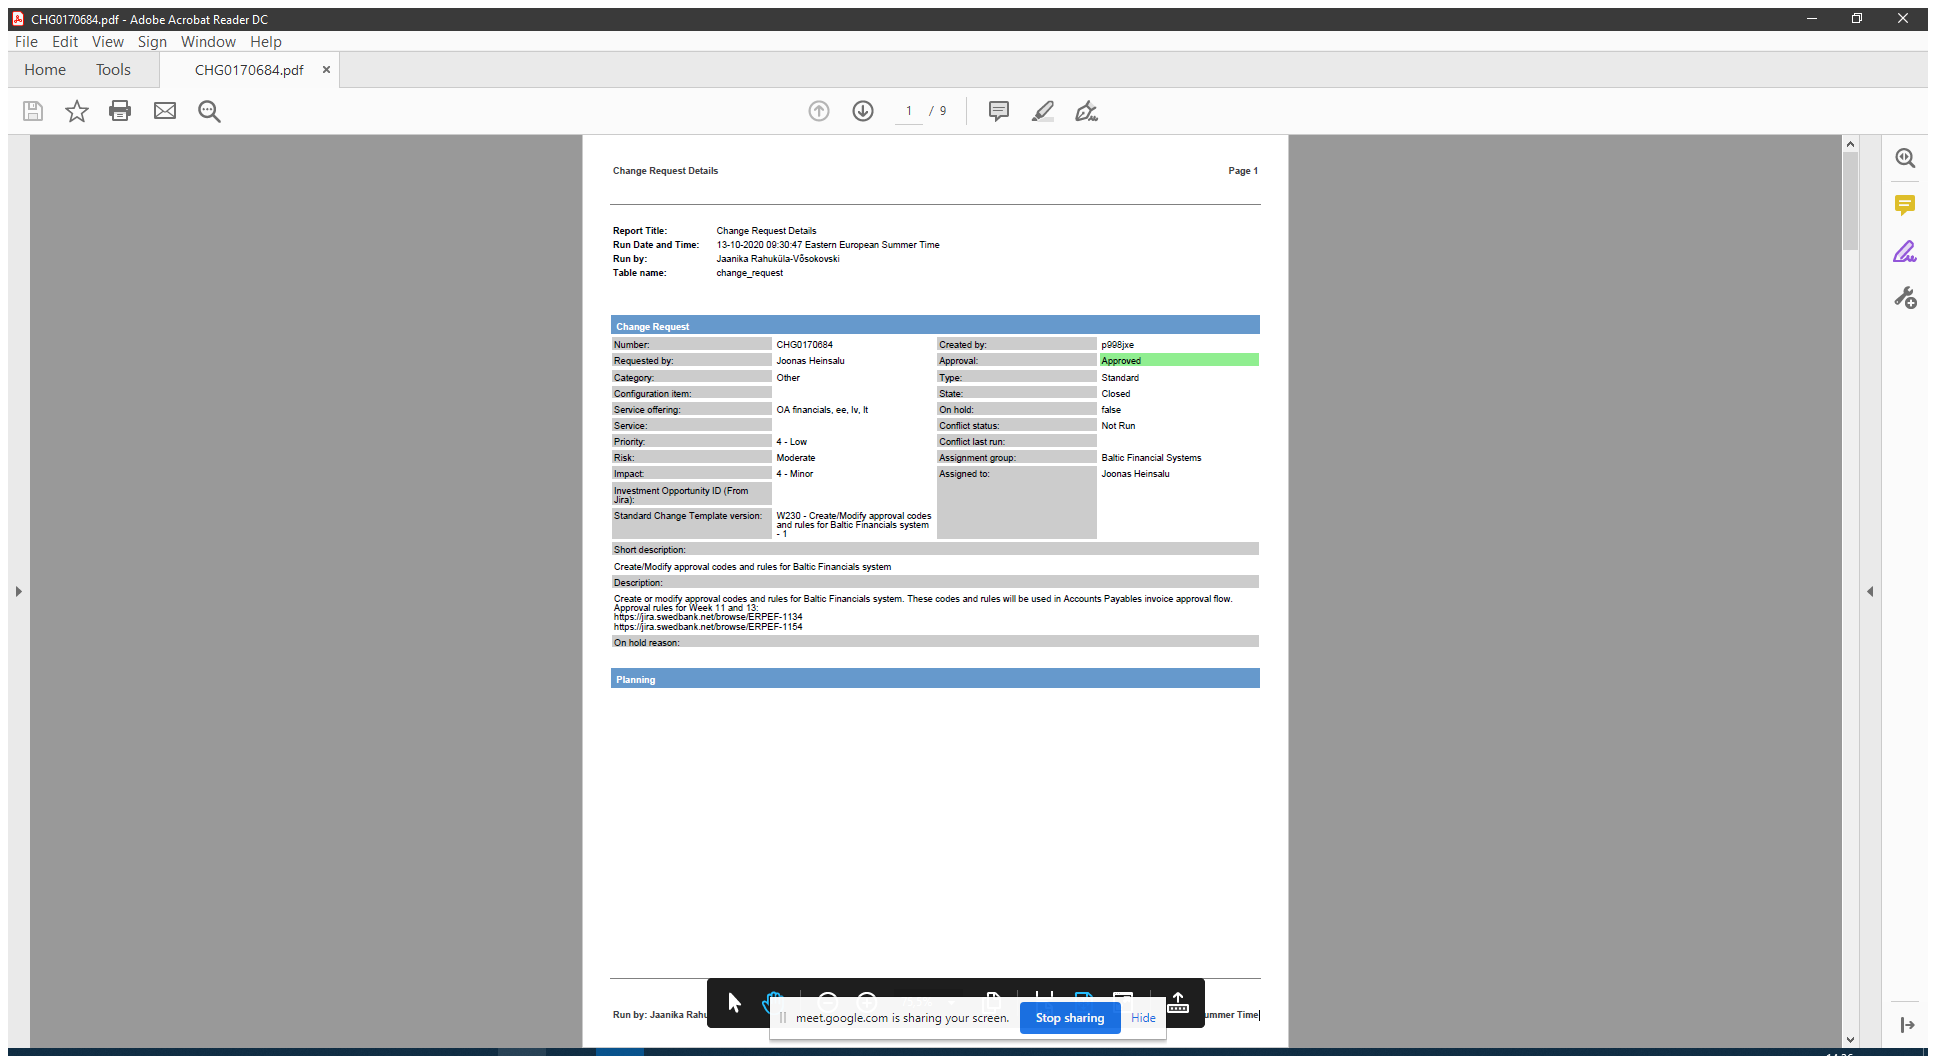 CHG0170684.pdf - Adobe Acrobat Reader DC
File Edit View Sign Window Help
Home Tools CHG0170684.pdf
1 / 9
Change Request Details Page 1
Report Title: Change Request Details
Run Date and Time: 13-10-2020 09:30:47 Eastern European Summer Time
Run by: Jaanika Rahuküla-Võsokovski
Table name: change_request
Change Request
Number: CHG0170684 Created by: p998jxe
Requested by: Joonas Heinsalu Approval: Approved
Category: Other Type: Standard
Configuration item: State: Closed
Service offering: OA financials, ee, lv, lt On hold: false
Service: Conflict status: Not Run
Priority: 4 - Low Conflict last run:
Risk: Moderate Assignment group: Baltic Financial Systems
Impact: 4 - Minor Assigned to: Joonas Heinsalu
Investment Opportunity ID (From
Jira):
Standard Change Template version: W230 - Create/Modify approval codes
and rules for Baltic Financials system
- 1
Short description:
Create/Modify approval codes and rules for Baltic Financials system
Description:
Create or modify approval codes and rules for Baltic Financials system. These codes and rules will be used in Accounts Payables invoice approval flow.
Approval rules for Week 11 and 13:
https://jira.swedbank.net/browse/ERPEF-1134
https://jira.swedbank.net/browse/ERPEF-1154
On hold reason:
Planning
Run by: Jaanika Rahu ummer Time
meet.google.com is sharing your screen. Stop sharing Hide